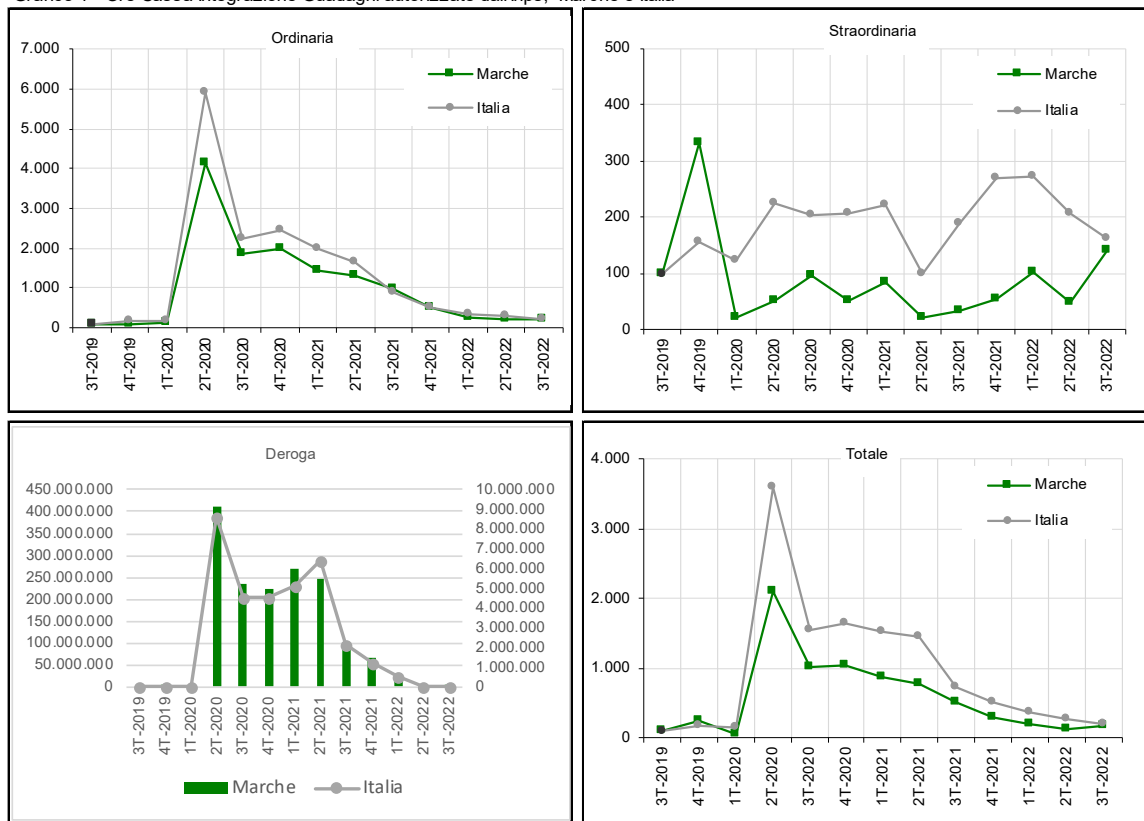 Ordinaria
7.000
6.000
5.000
4.000
3.000
2.000
1.000
0
Marche
Italia
3T-2019
4T-2019
1T-2020
2T-2020
3T-2020
4T-2020
1T-2021
2T-2021
3T-2021
4T-2021
1T-2022
2T-2022
3T-2022
Straordinaria
500
400
300
200
100
0
Marche
Italia
3T-2019
4T-2019
1T-2020
2T-2020
3T-2020
4T-2020
1T-2021
2T-2021
3T-2021
4T-2021
1T-2022
2T-2022
3T-2022
Deroga
450.000.000
400.000.000
350.000.000
300.000.000
250.000.000
200.000.000
150.000.000
100.000.000
50.000.000
0
10.000.000
9.000.000
8.000.000
7.000.000
6.000.000
5.000.000
4.000.000
3.000.000
2.000.000
1.000.000
0
3T-2019
4T-2019
1T-2020
2T-2020
3T-2020
4T-2020
1T-2021
2T-2021
3T-2021
4T-2021
1T-2022
2T-2022
3T-2022
Marche Italia
Totale
4.000
3.000
2.000
1.000
0
Marche
Italia
3T-2019
4T-2019
1T-2020
2T-2020
3T-2020
4T-2020
1T-2021
2T-2021
3T-2021
4T-2021
1T-2022
2T-2022
3T-2022